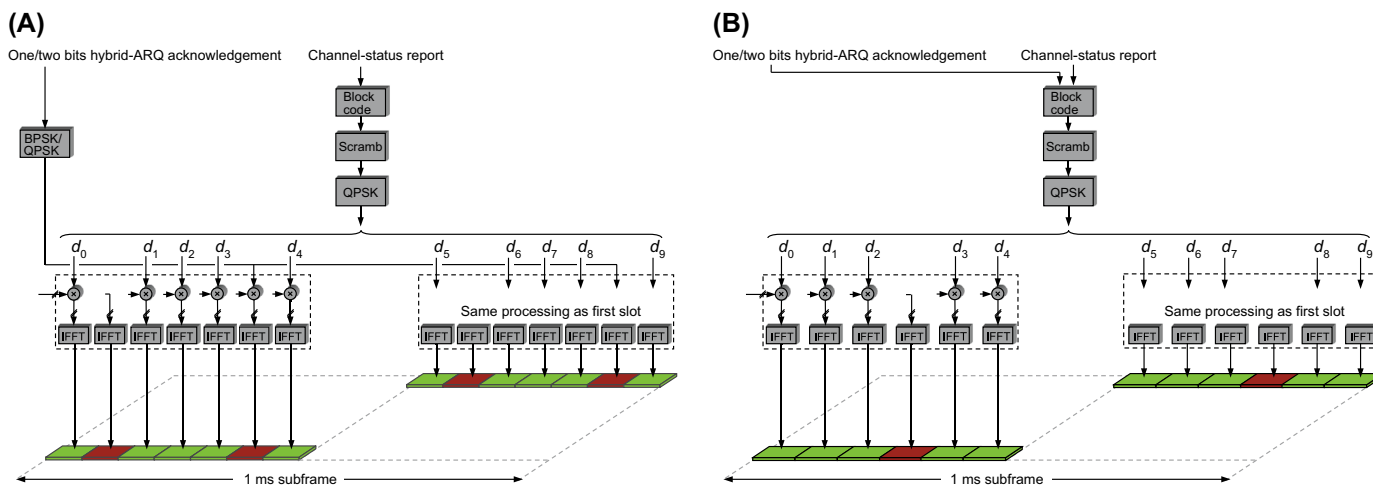 (A)
One/two bits hybrid-ARQ acknowledgement
Channel-status report
Block
code
BPSK/
QPSK
Scramb
QPSK
d0 d1 d2 d3 d4 d5 d6 d7 d8 d9
Same processing as first slot
IFFT IFFT IFFT IFFT IFFT IFFT IFFT IFFT IFFT IFFT IFFT IFFT IFFT IFFT
1 ms subframe
(B)
One/two bits hybrid-ARQ acknowledgement
Channel-status report
Block
code
Scramb
QPSK
d0 d1 d2 d3 d4 d5 d6 d7 d8 d9
Same processing as first slot
IFFT IFFT IFFT IFFT IFFT IFFT IFFT IFFT IFFT IFFT IFFT IFFT
1 ms subframe